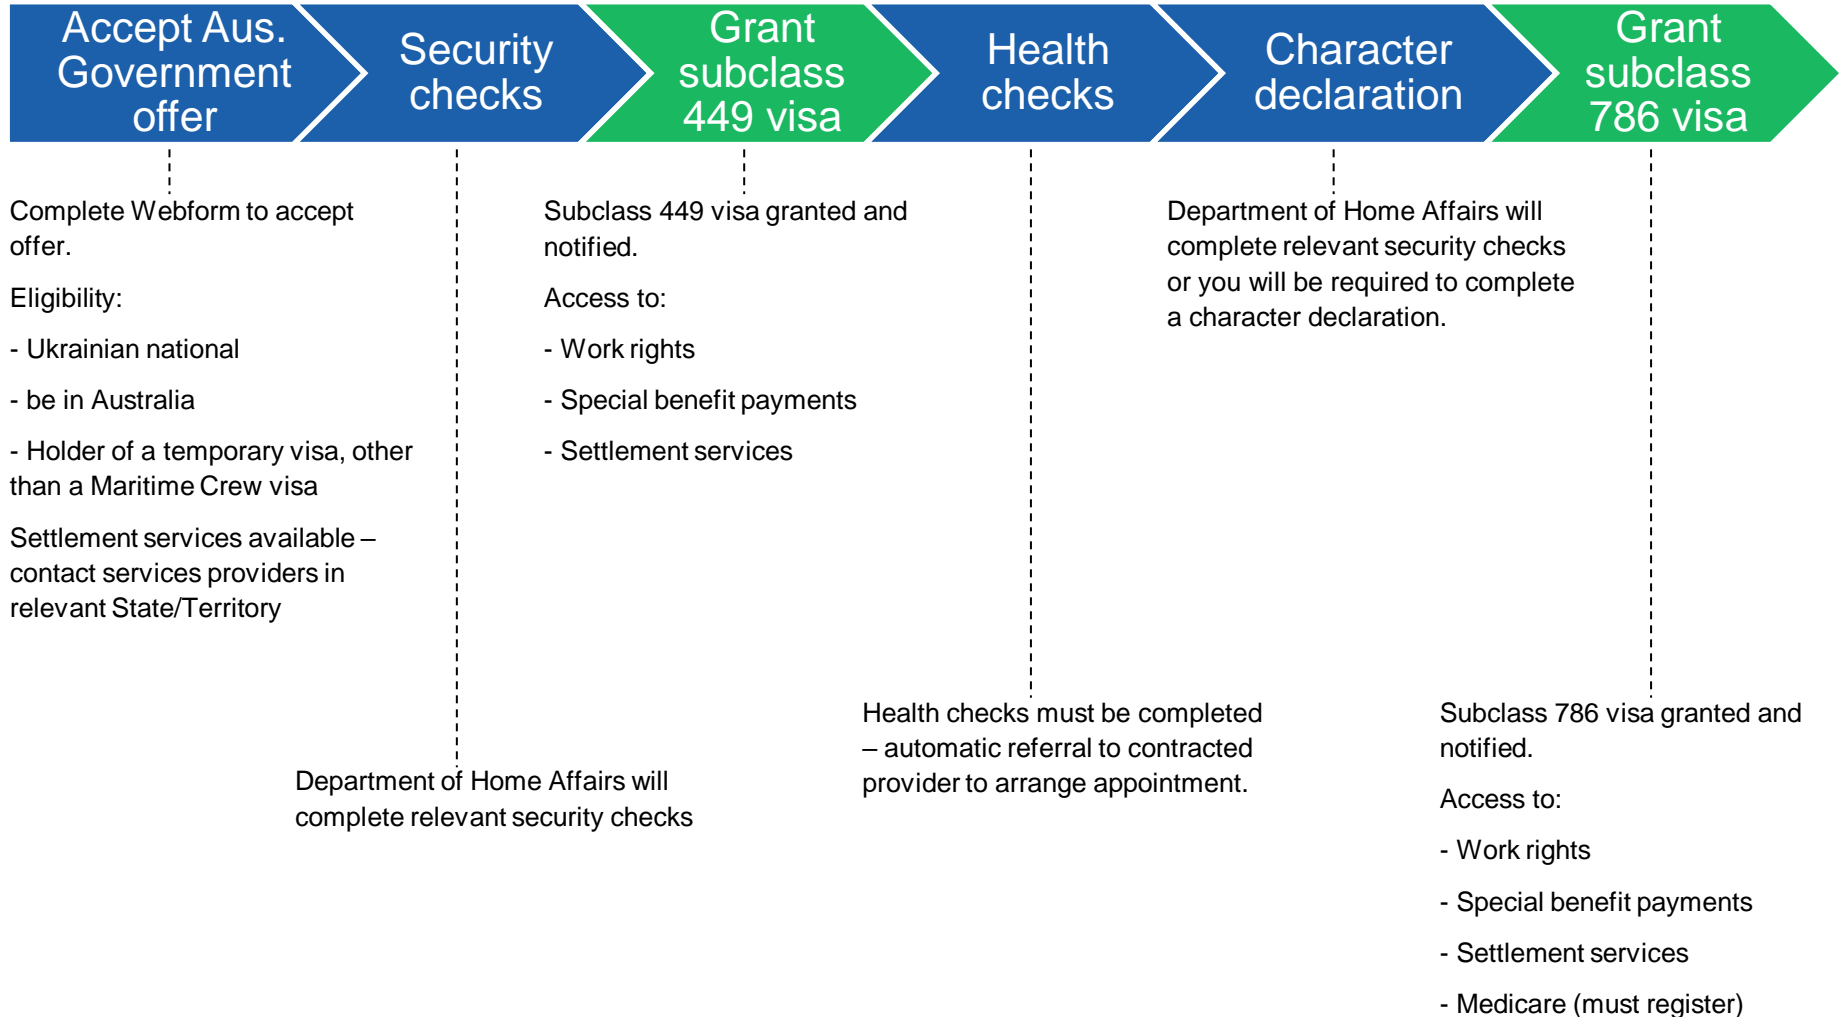 Accept Aus.
Government
offer
Security
checks
Grant
subclass
449 visa
Health
checks
Character
declaration
Grant
subclass
786 visa
Complete Webform to accept
offer.
Eligibility:
- Ukrainian national
- be in Australia
- Holder of a temporary visa, other
than a Maritime Crew visa
Settlement services available –
contact services providers in
relevant State/Territory
Department of Home Affairs will
complete relevant security checks
Subclass 449 visa granted and
notified.
Access to:
- Work rights
- Special benefit payments
- Settlement services
Health checks must be completed
– automatic referral to contracted
provider to arrange appointment.
Department of Home Affairs will
complete relevant security checks
or you will be required to complete
a character declaration.
Subclass 786 visa granted and
notified.
Access to:
- Work rights
- Special benefit payments
- Settlement services
- Medicare (must register)